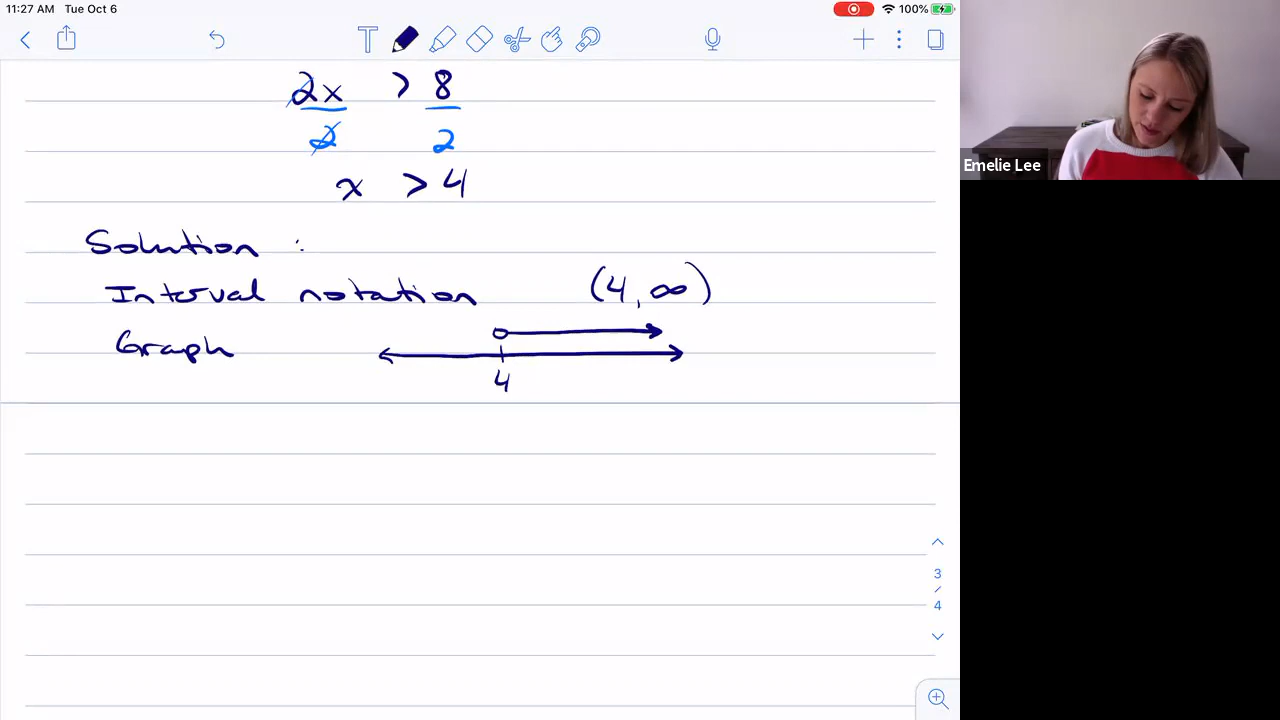 11:27 AM Tue Oct 6
100%
2x > 8
2 2
x > 4
Solution :
Interval notation (4, ∞)
Graph
4
Emelie Lee
3
/
4